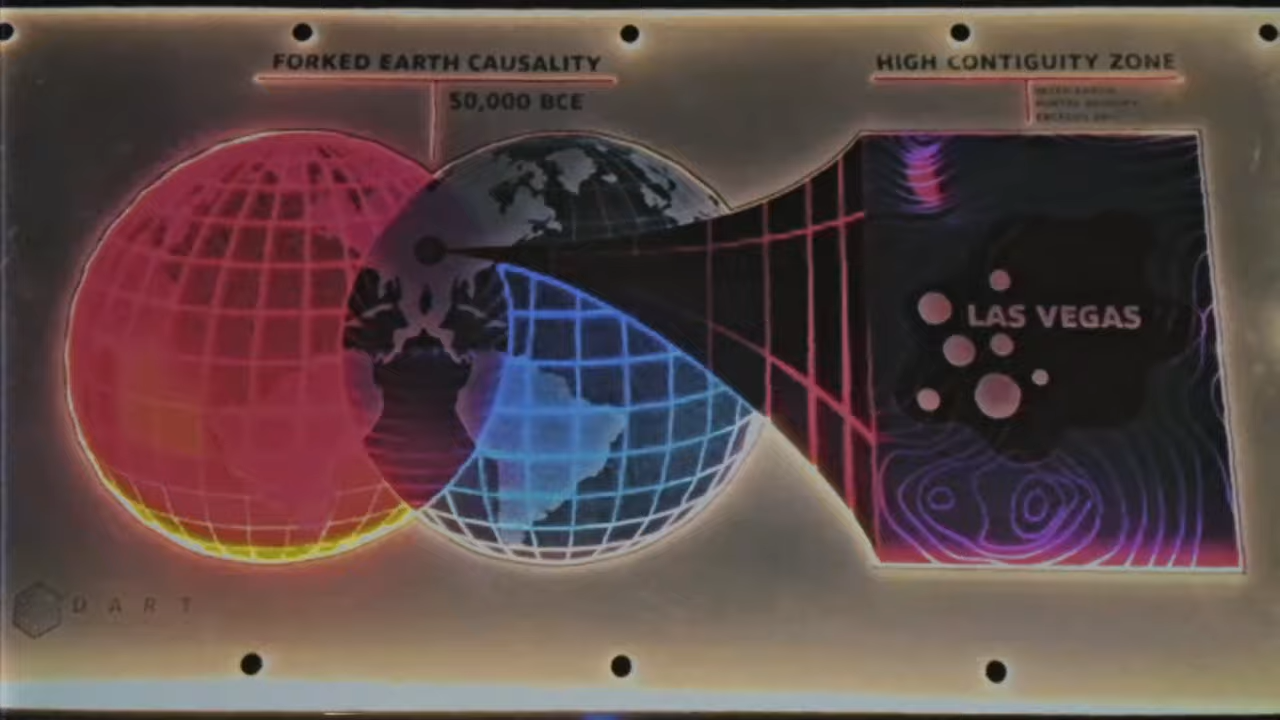 FORKED EARTH CAUSALITY
50,000 BCE
HIGH CONTIGUITY ZONE
LAS VEGAS
DART